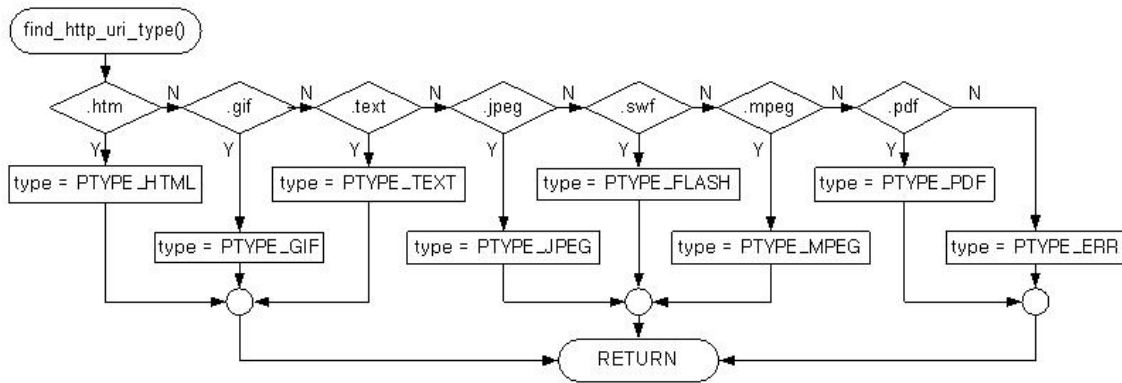 find_http_uri_type()
N N N N N N N
.htm .gif .text .jpeg .swf .mpeg .pdf
Y Y Y Y Y Y Y
type = PTYPE_HTML type = PTYPE_TEXT type = PTYPE_FLASH type = PTYPE_PDF
type = PTYPE_GIF type = PTYPE_JPEG type = PTYPE_MPEG type = PTYPE_ERR
RETURN